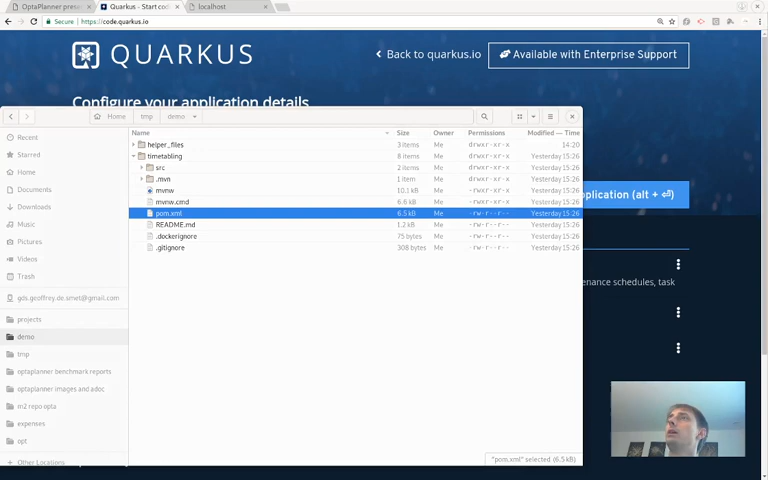 OptaPlanner prese
Quarkus - Start cod
localhost
Secure
https://code.quarkus.io
QUARKUS
Back to quarkus.io
Available with Enterprise Support
Configure your application details
Home
tmp
demo
Name
Size
Owner
Permissions
Modified — Time
Recent
Starred
Home
Documents
Downloads
Music
Pictures
Videos
Trash
gds.geoffrey.de.smet@gmail.com
projects
demo
tmp
optaplanner benchmark reports
optaplanner images and adoc
m2 repo opta
expenses
opt
Other Locations
helper_files 3 items Me drwxr-xr-x 14:20
timetabling 8 items Me drwxr-xr-x Yesterday 15:26
src 2 items Me drwxr-xr-x Yesterday 15:26
.mvn 1 item Me drwxr-xr-x Yesterday 15:26
mvnw 10.1 kB Me -rwxr-xr-x Yesterday 15:26
mvnw.cmd 6.6 kB Me -rwxr-xr-x Yesterday 15:26
pom.xml 6.5 kB Me -rw-r--r-- Yesterday 15:26
README.md 1.2 kB Me -rw-r--r-- Yesterday 15:26
.dockerignore 75 bytes Me -rw-r--r-- Yesterday 15:26
.gitignore 308 bytes Me -rw-r--r-- Yesterday 15:26
pplication (alt + ⏎)
enance schedules, task
"pom.xml" selected (6.5 kB)